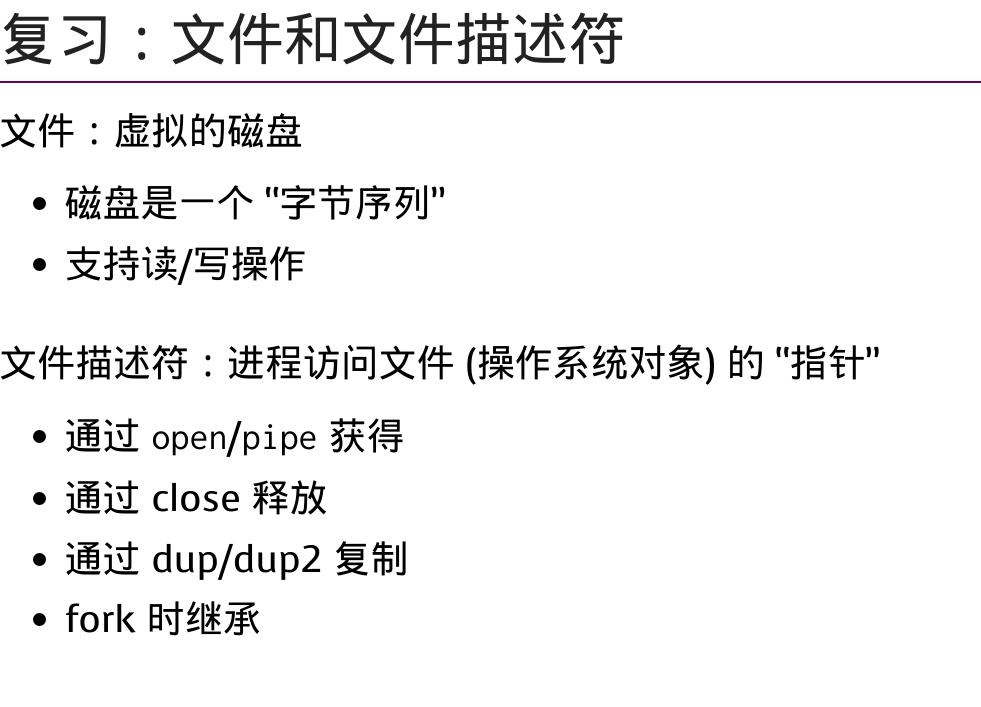 复习：文件和文件描述符
文件：虚拟的磁盘
• 磁盘是一个 “字节序列”
• 支持读/写操作
文件描述符：进程访问文件 (操作系统对象) 的 “指针”
• 通过 open/pipe 获得
• 通过 close 释放
• 通过 dup/dup2 复制
• fork 时继承